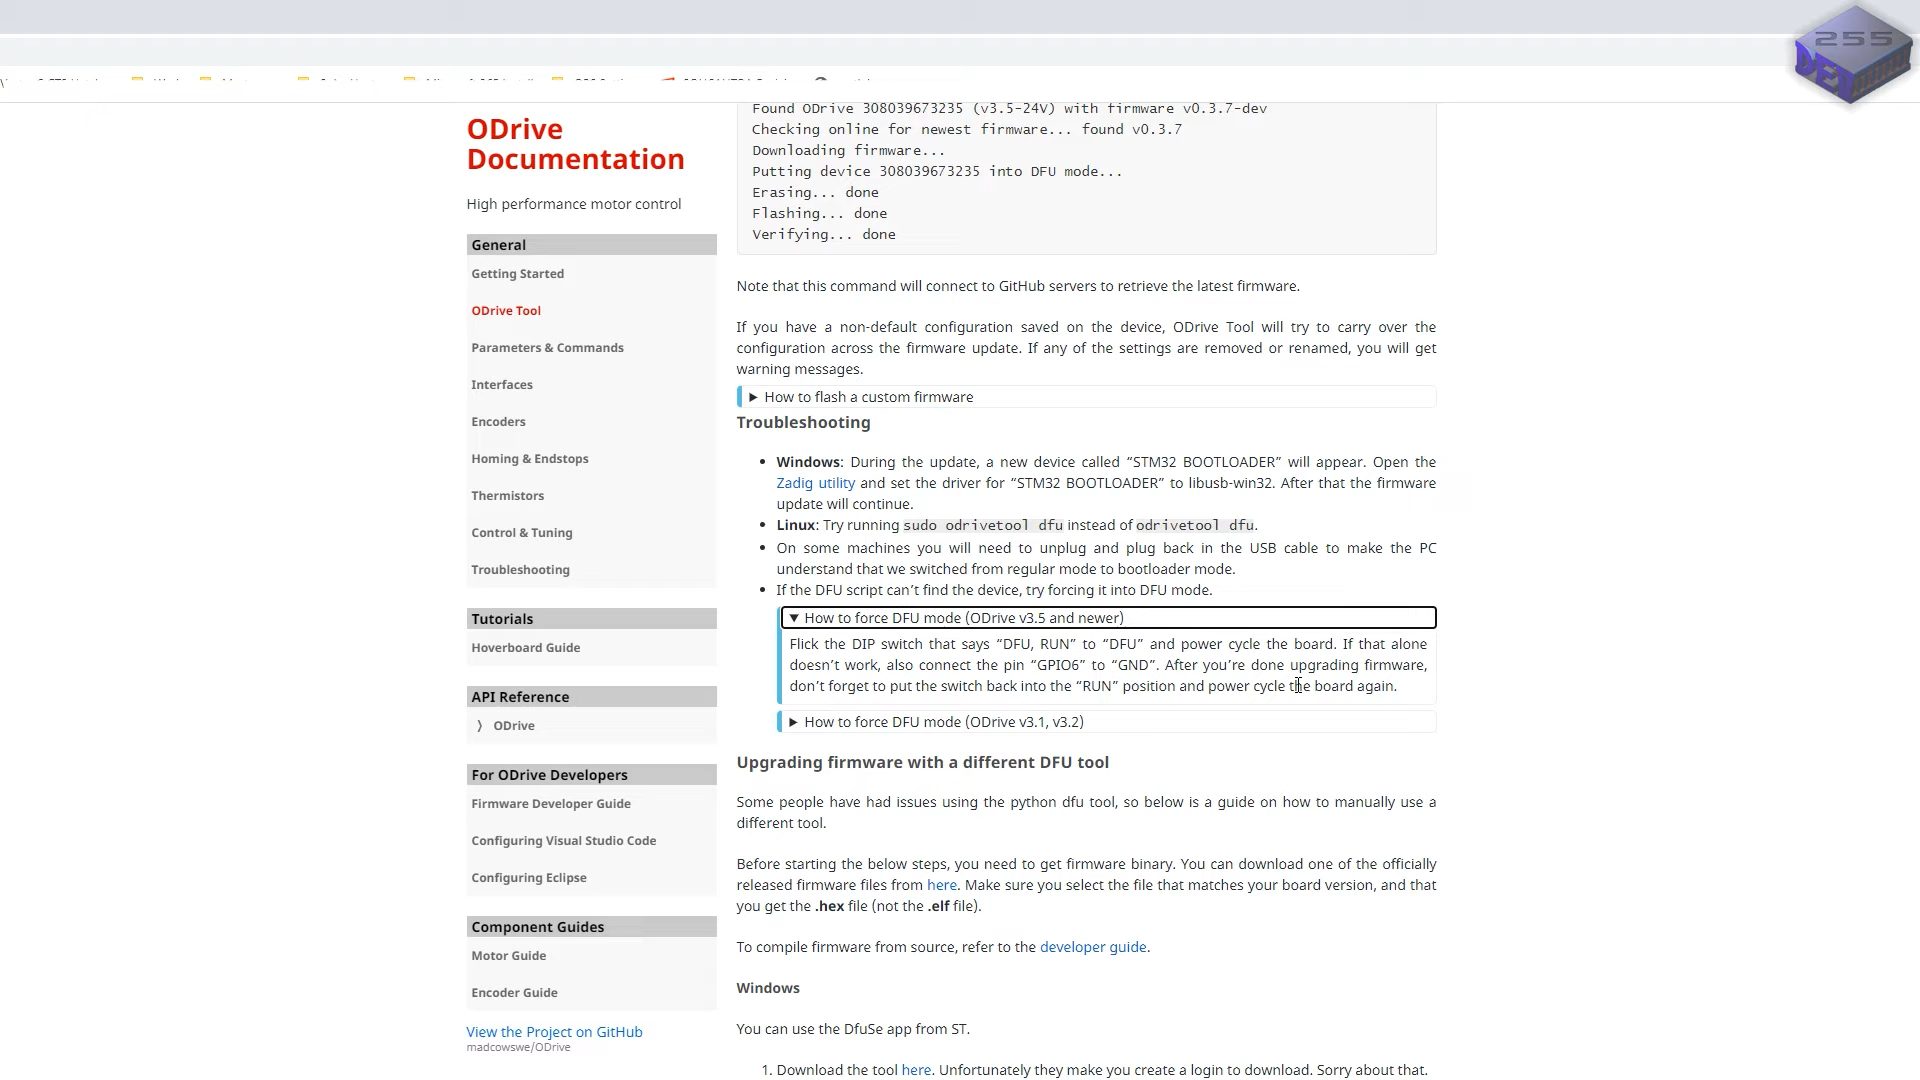 255
DET
ODrive
Documentation
High performance motor control
General
Getting Started
ODrive Tool
Parameters & Commands
Interfaces
Encoders
Homing & Endstops
Thermistors
Control & Tuning
Troubleshooting
Tutorials
Hoverboard Guide
API Reference
〉 ODrive
For ODrive Developers
Firmware Developer Guide
Configuring Visual Studio Code
Configuring Eclipse
Component Guides
Motor Guide
Encoder Guide
View the Project on GitHub
madcowswe/ODrive
Found ODrive 308039673235 (v3.5-24V) with firmware v0.3.7-dev
Checking online for newest firmware... found v0.3.7
Downloading firmware...
Putting device 308039673235 into DFU mode...
Erasing... done
Flashing... done
Verifying... done
Note that this command will connect to GitHub servers to retrieve the latest firmware.
If you have a non-default configuration saved on the device, ODrive Tool will try to carry over the
configuration across the firmware update. If any of the settings are removed or renamed, you will get
warning messages.
▶ How to flash a custom firmware
Troubleshooting
• Windows: During the update, a new device called “STM32 BOOTLOADER” will appear. Open the
Zadig utility and set the driver for “STM32 BOOTLOADER” to libusb-win32. After that the firmware
update will continue.
• Linux: Try running sudo odrivetool dfu instead of odrivetool dfu.
• On some machines you will need to unplug and plug back in the USB cable to make the PC
understand that we switched from regular mode to bootloader mode.
• If the DFU script can’t find the device, try forcing it into DFU mode.
▼ How to force DFU mode (ODrive v3.5 and newer)
Flick the DIP switch that says “DFU, RUN” to “DFU” and power cycle the board. If that alone
doesn’t work, also connect the pin “GPIO6” to “GND”. After you’re done upgrading firmware,
don’t forget to put the switch back into the “RUN” position and power cycle the board again.
▶ How to force DFU mode (ODrive v3.1, v3.2)
Upgrading firmware with a different DFU tool
Some people have had issues using the python dfu tool, so below is a guide on how to manually use a
different tool.
Before starting the below steps, you need to get firmware binary. You can download one of the officially
released firmware files from here. Make sure you select the file that matches your board version, and that
you get the .hex file (not the .elf file).
To compile firmware from source, refer to the developer guide.
Windows
You can use the DfuSe app from ST.
1. Download the tool here. Unfortunately they make you create a login to download. Sorry about that.